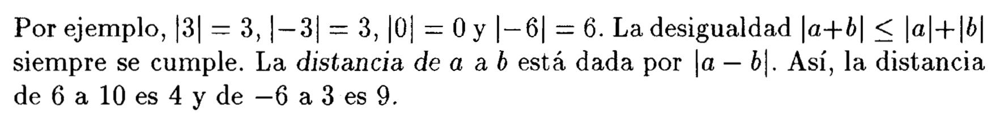 Por ejemplo, |3| = 3, |−3| = 3, |0| = 0 y |−6| = 6. La desigualdad |a+b| ≤ |a|+|b|
siempre se cumple. La distancia de a a b está dada por |a − b|. Así, la distancia
de 6 a 10 es 4 y de −6 a 3 es 9.